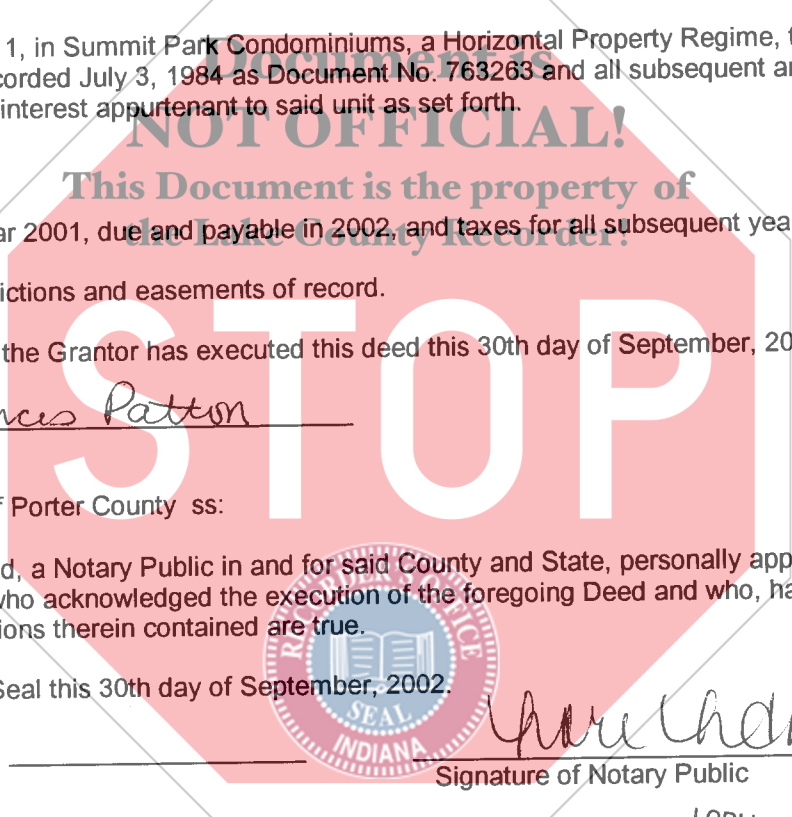 1, in Summit Park Condominiums, a Horizontal Property Regime,
corded July 3, 1984 as Document No. 763263 and all subsequent
interest appurtenant to said unit as set forth.
Document is
NOT OFFICIAL!
This Document is the property of
the Lake County Recorder!
ar 2001, due and payable in 2002, and taxes for all subsequent yea
ictions and easements of record.
the Grantor has executed this deed this 30th day of September, 20
STOP
nces Patton
f Porter County ss:
d, a Notary Public in and for said County and State, personally app
who acknowledged the execution of the foregoing Deed and who, ha
ions therein contained are true.
RECORDER'S OFFICE
SEAL
INDIANA
Seal this 30th day of September, 2002.
Signature of Notary Public